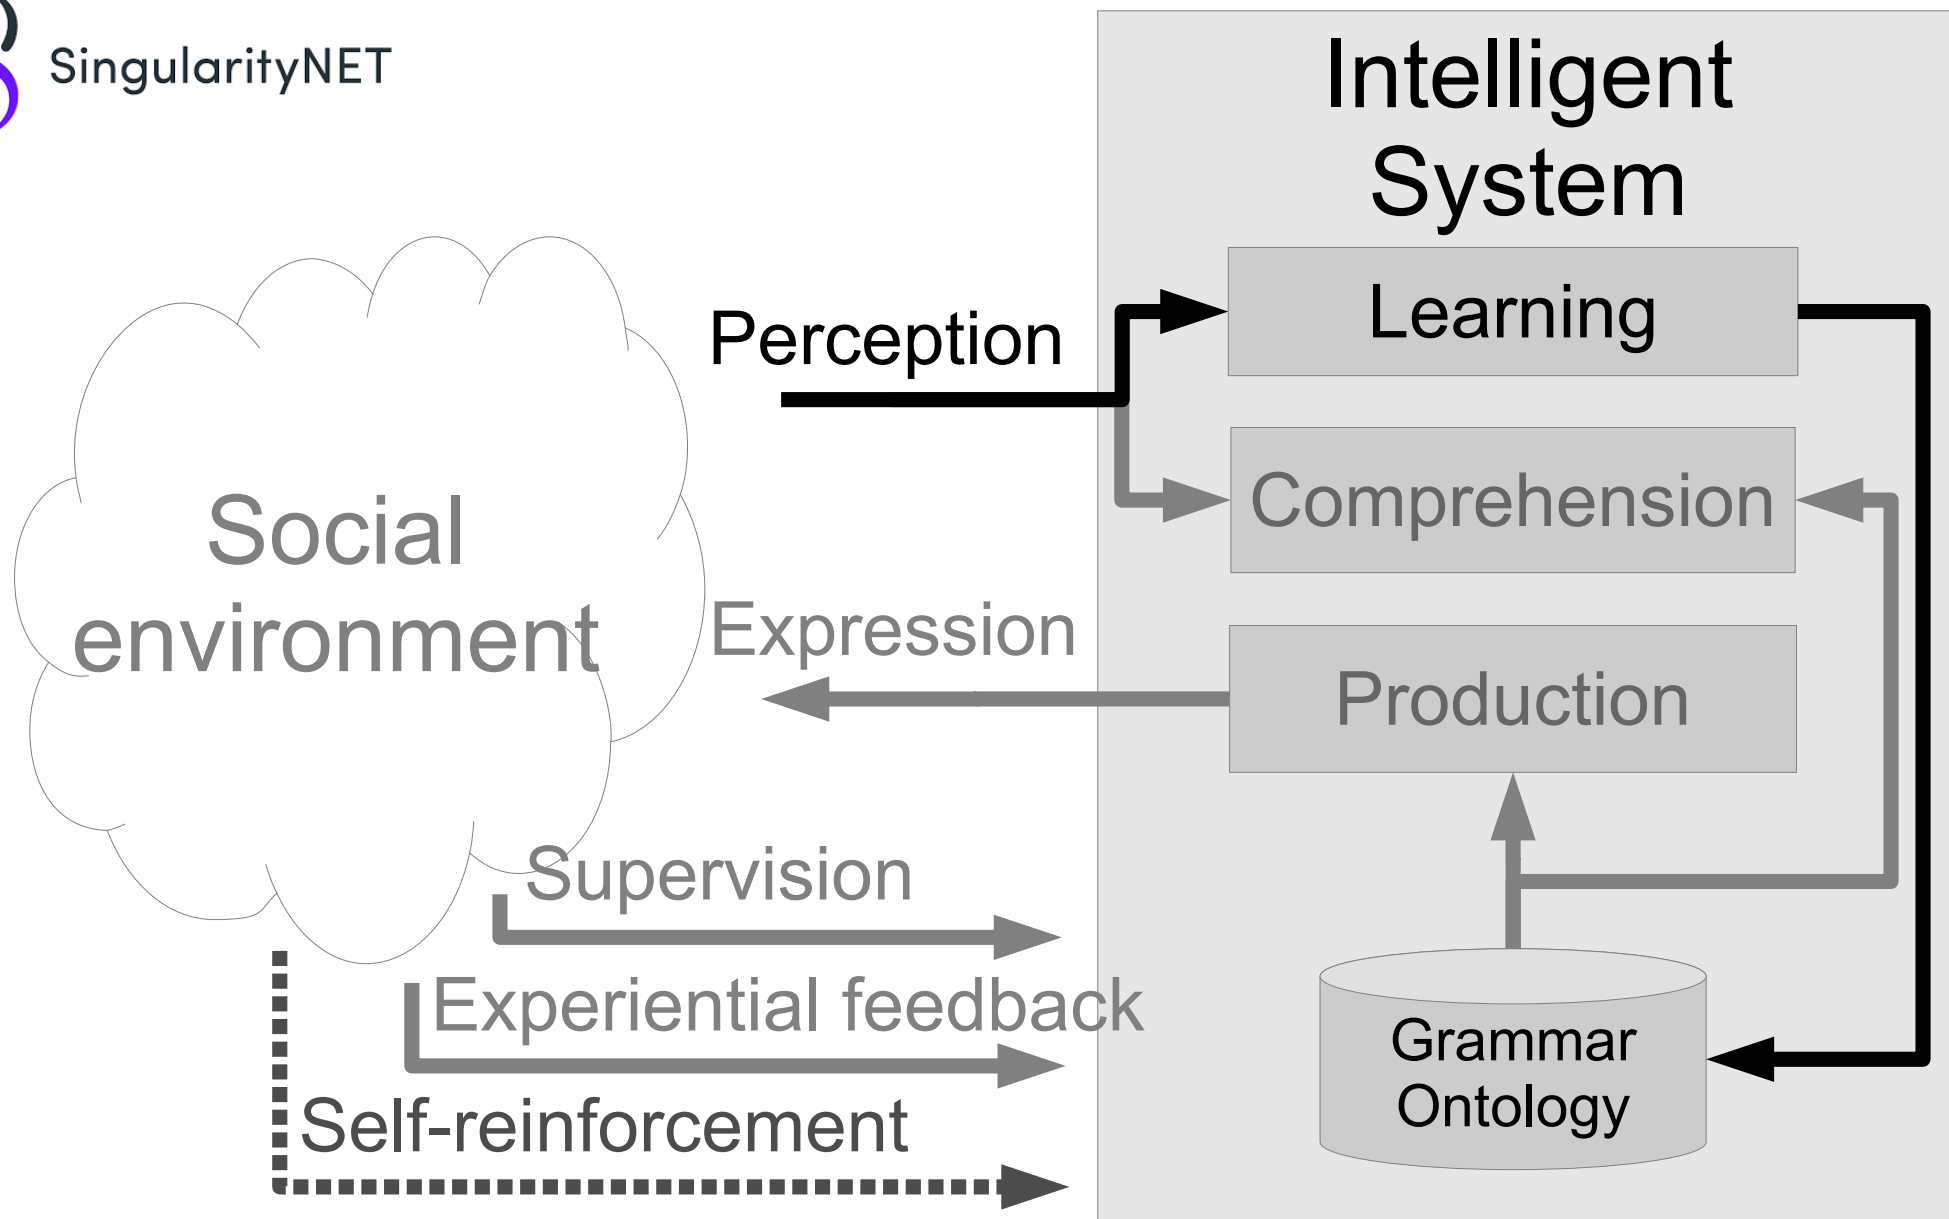 SingularityNET
Intelligent
System
Learning
Perception
Comprehension
Social
environment
Expression
Production
Supervision
Experiential feedback
Grammar
Ontology
Self-reinforcement